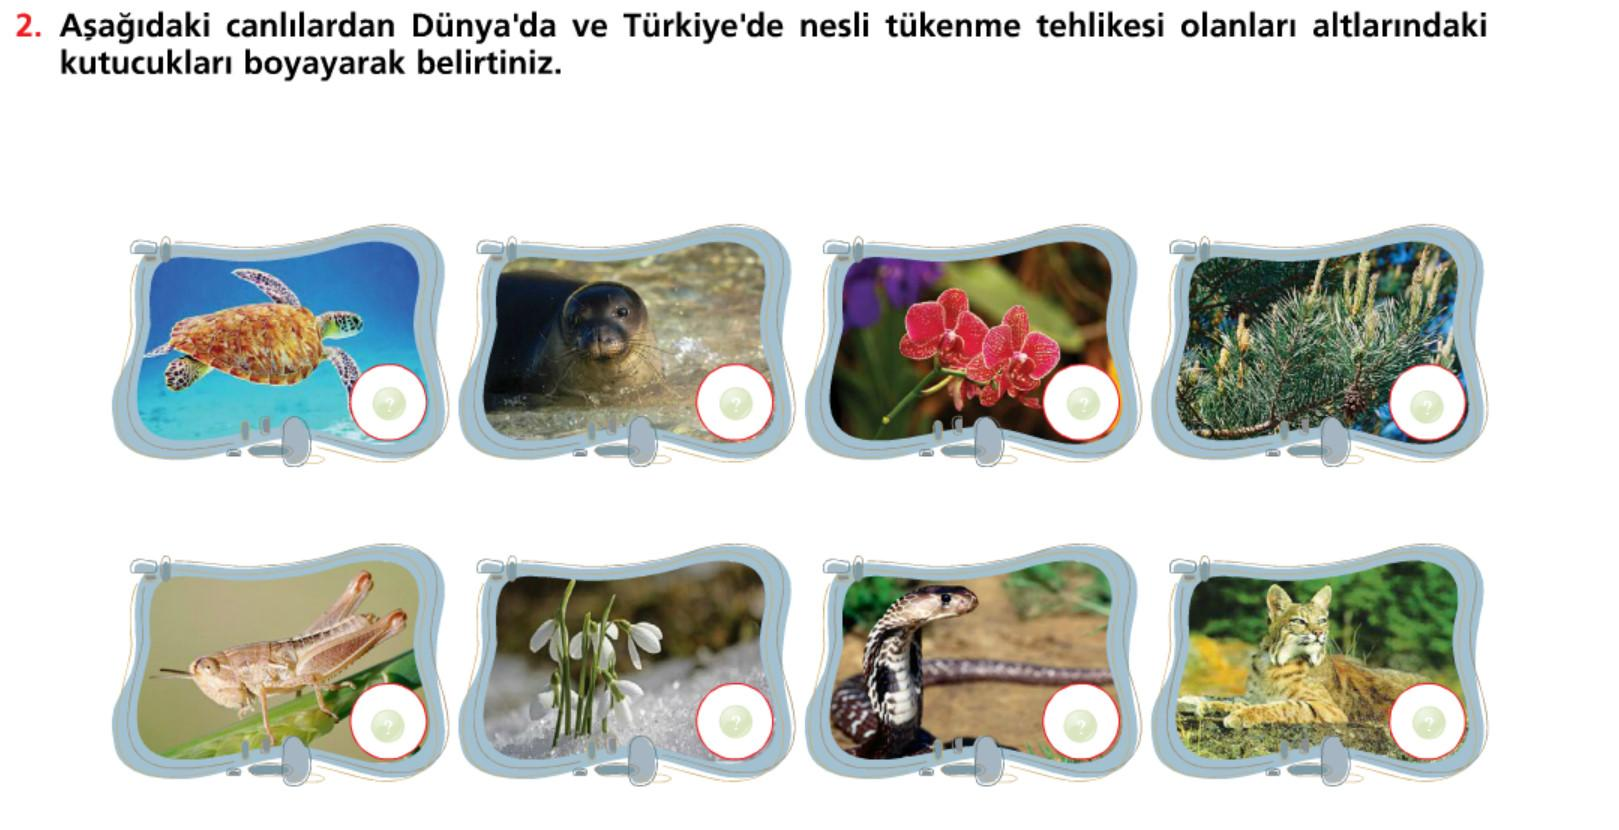 2. Aşağıdaki canlılardan Dünya'da ve Türkiye'de nesli tükenme tehlikesi olanları altlarındaki
kutucukları boyayarak belirtiniz.
? ? ? ?
? ? ? ?